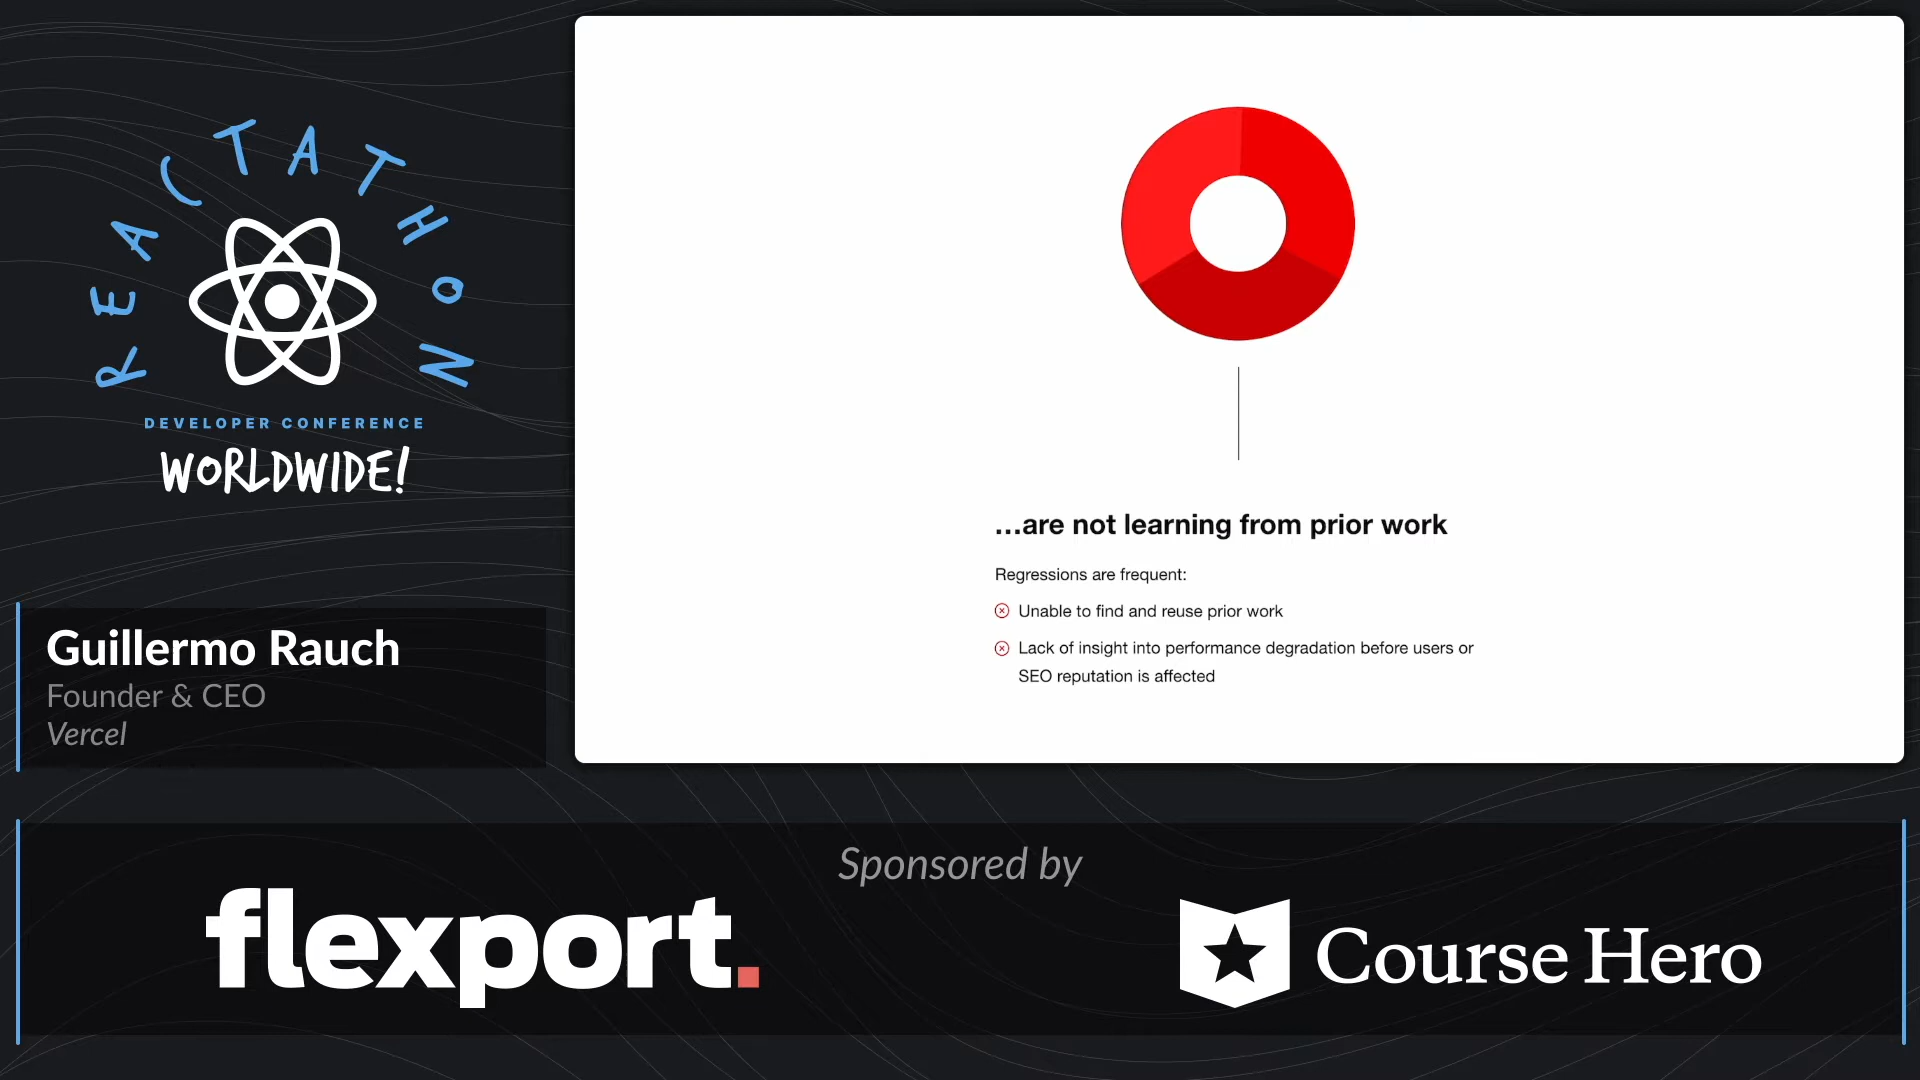 REACTATHON
DEVELOPER CONFERENCE
WORLDWIDE!
Guillermo Rauch
Founder & CEO
Vercel
...are not learning from prior work
Regressions are frequent:
Unable to find and reuse prior work
Lack of insight into performance degradation before users or
SEO reputation is affected
Sponsored by
flexport.
Course Hero